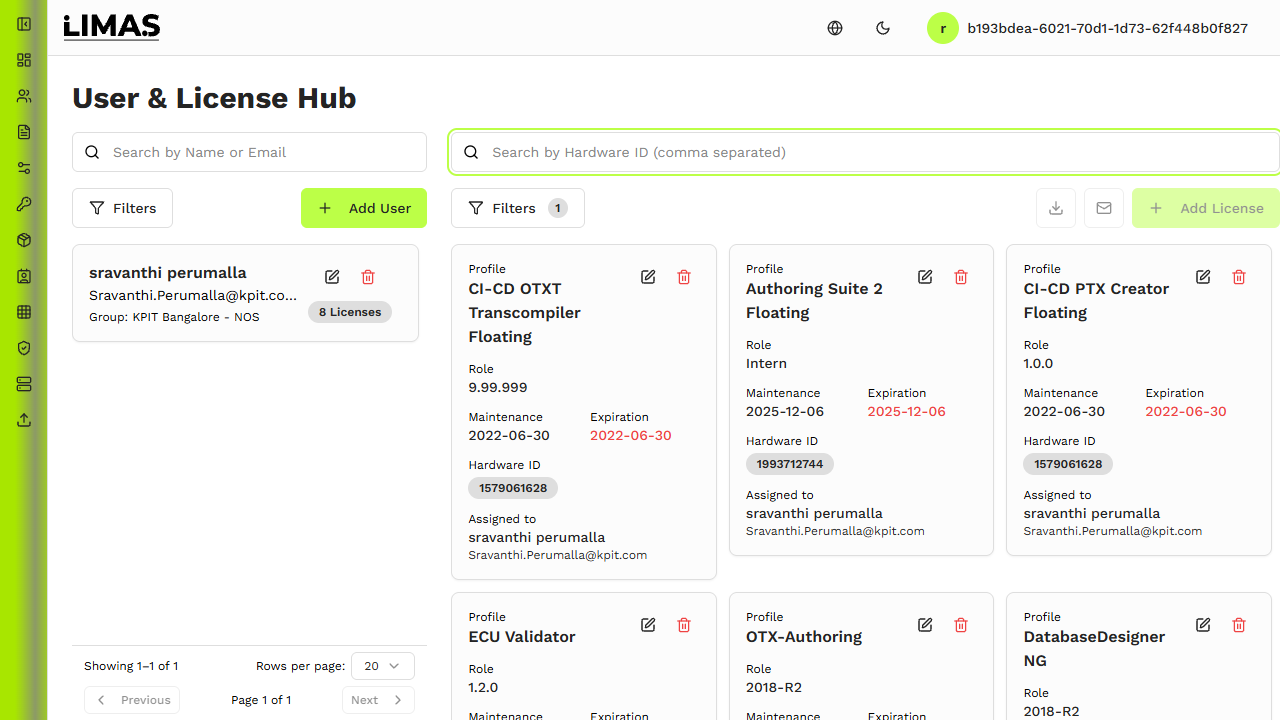 LIMAS
r
b193bdea-6021-70d1-1d73-62f448b0f827
User & License Hub
Search by Name or Email
Filters
Add User
sravanthi perumalla
Sravanthi.Perumalla@kpit.co...
Group: KPIT Bangalore - NOS
8 Licenses
Showing 1–1 of 1
Rows per page:
20
Previous
Page 1 of 1
Next
Search by Hardware ID (comma separated)
Filters
1
Add License
Profile
CI-CD OTXT
Transcompiler
Floating
Role
9.99.999
Maintenance
Expiration
2022-06-30
2022-06-30
Hardware ID
1579061628
Assigned to
sravanthi perumalla
Sravanthi.Perumalla@kpit.com
Profile
Authoring Suite 2
Floating
Role
Intern
Maintenance
Expiration
2025-12-06
2025-12-06
Hardware ID
1993712744
Assigned to
sravanthi perumalla
Sravanthi.Perumalla@kpit.com
Profile
CI-CD PTX Creator
Floating
Role
1.0.0
Maintenance
Expiration
2022-06-30
2022-06-30
Hardware ID
1579061628
Assigned to
sravanthi perumalla
Sravanthi.Perumalla@kpit.com
Profile
ECU Validator
Role
1.2.0
Maintenance
Expiration
Profile
OTX-Authoring
Role
2018-R2
Maintenance
Expiration
Profile
DatabaseDesigner
NG
Role
2018-R2